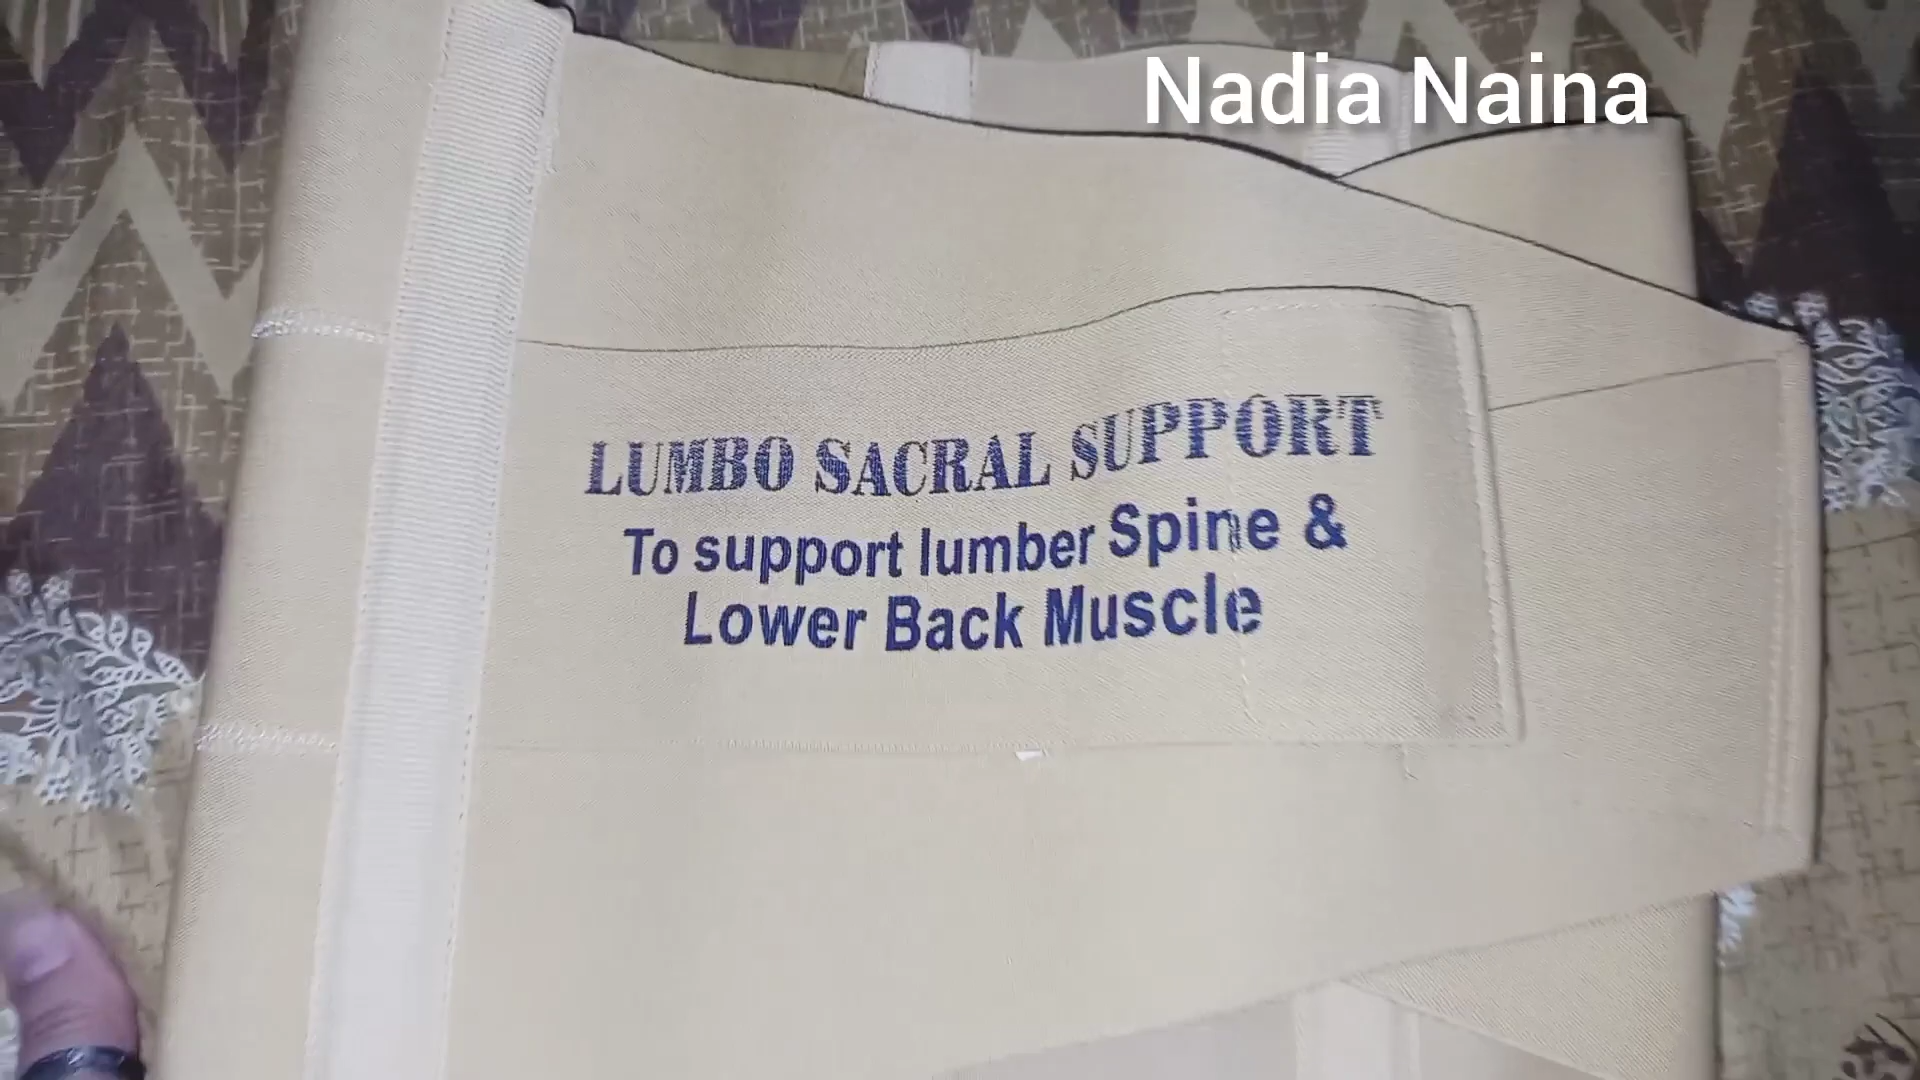 Nadia Naina
LUMBO SACRAL SUPPORT
To support lumber Spine &
Lower Back Muscle